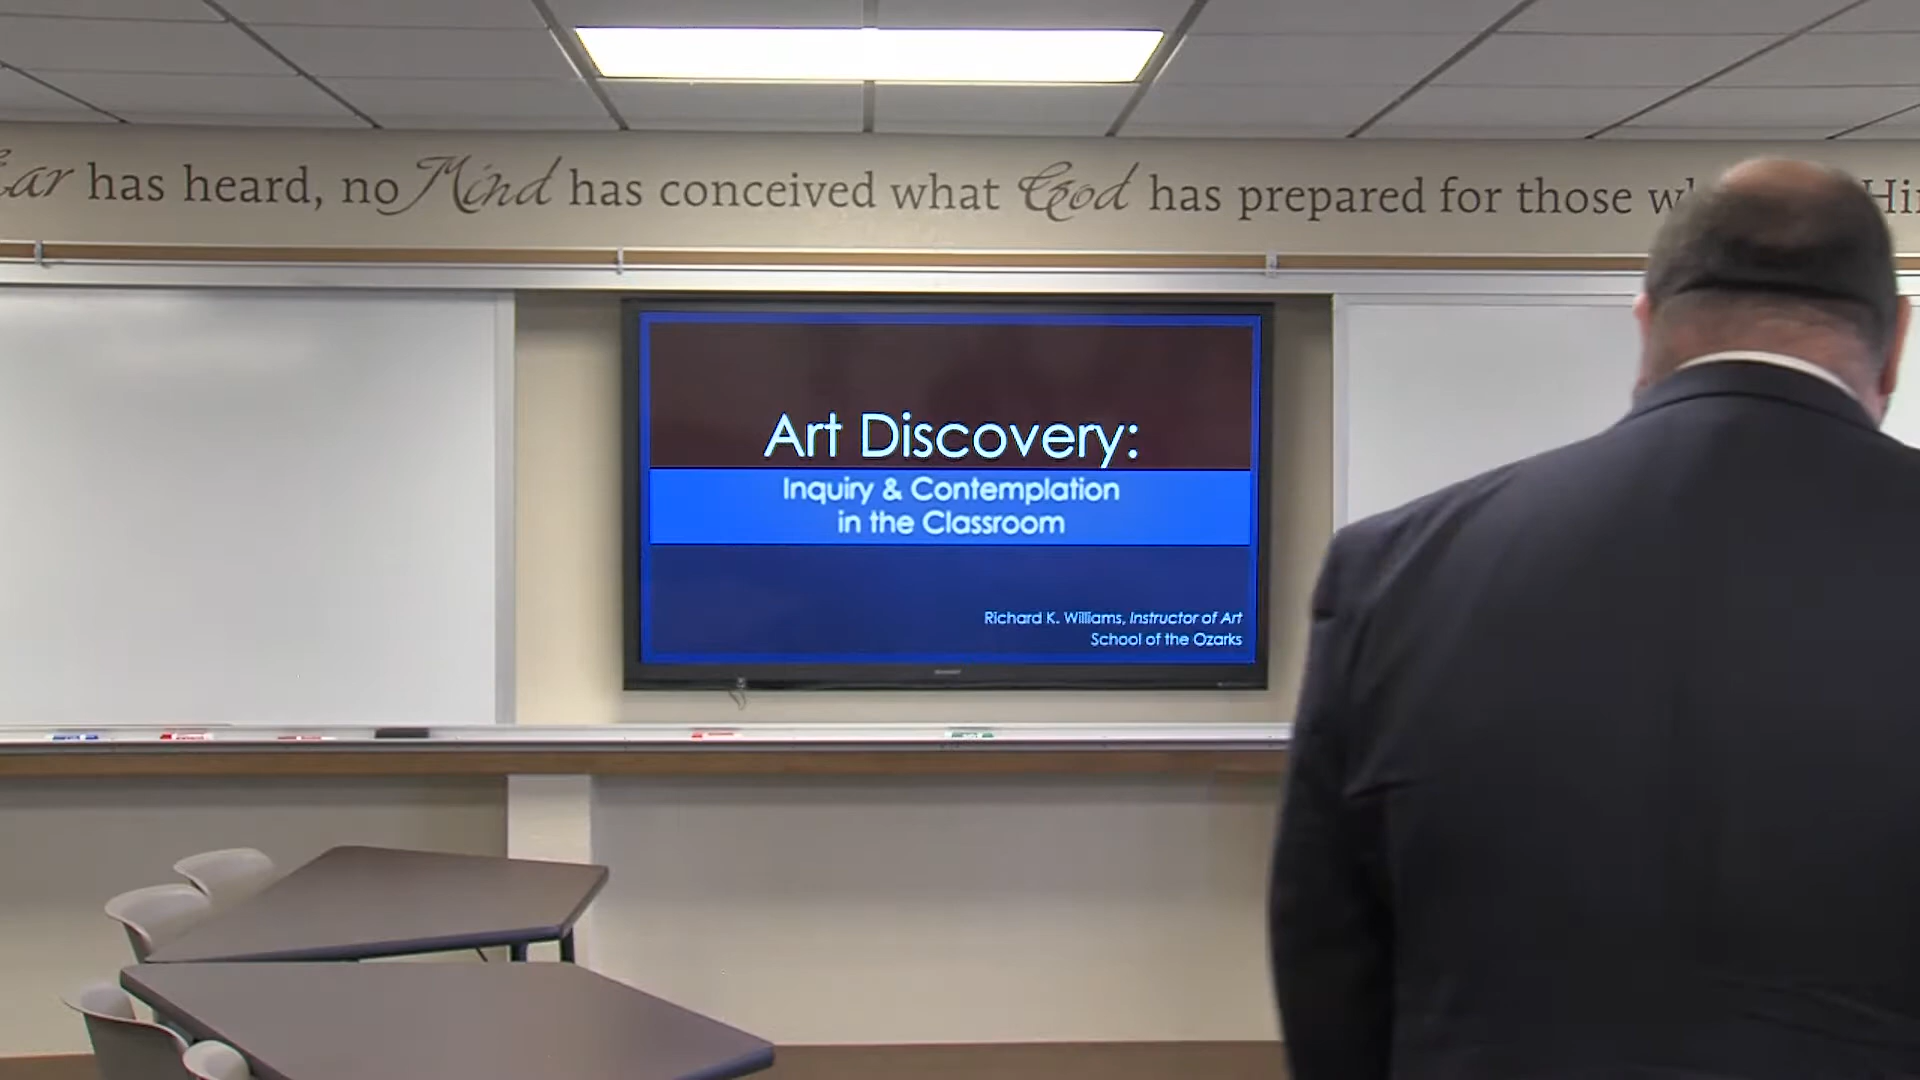 has heard, no Mind has conceived what God has prepared for those
Art Discovery:
Inquiry & Contemplation
in the Classroom
Richard K. Williams, Instructor of Art
School of the Ozarks